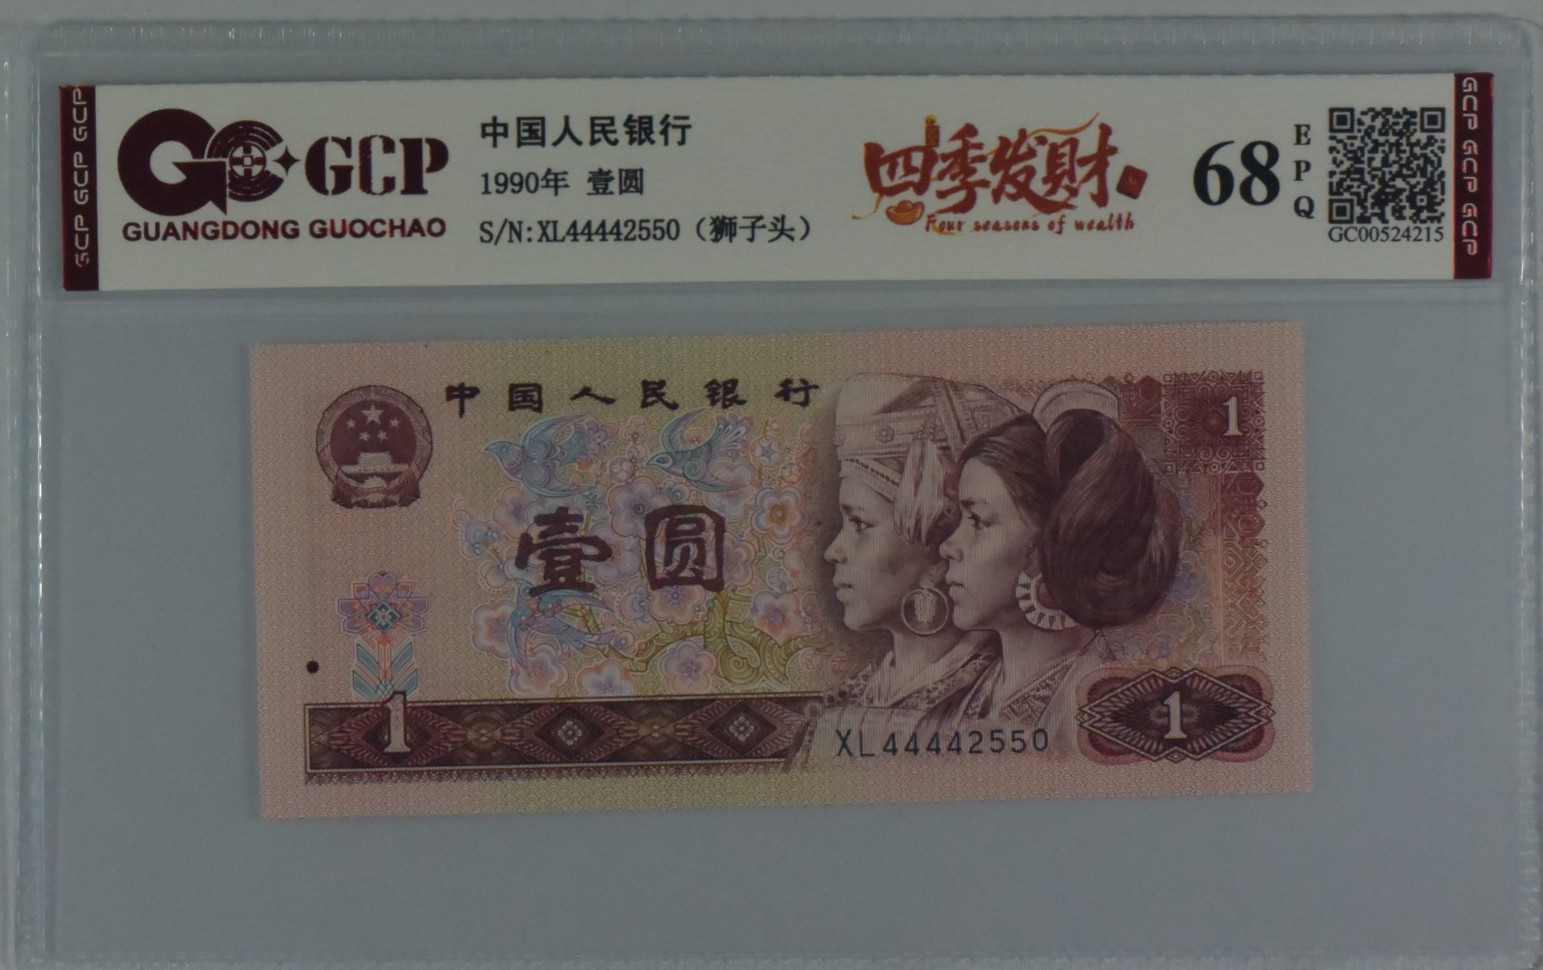 GCP GCP GCP
GCP
GUANGDONG GUOCHAO
中国人民银行
1990年 壹圆
S/N:XL44442550（狮子头）
四季发財
Four seasons of wealth
68
EPQ
GC00524215
GCP GCP GCP
中国人民银行
1
壹圆
1
XL44442550
1